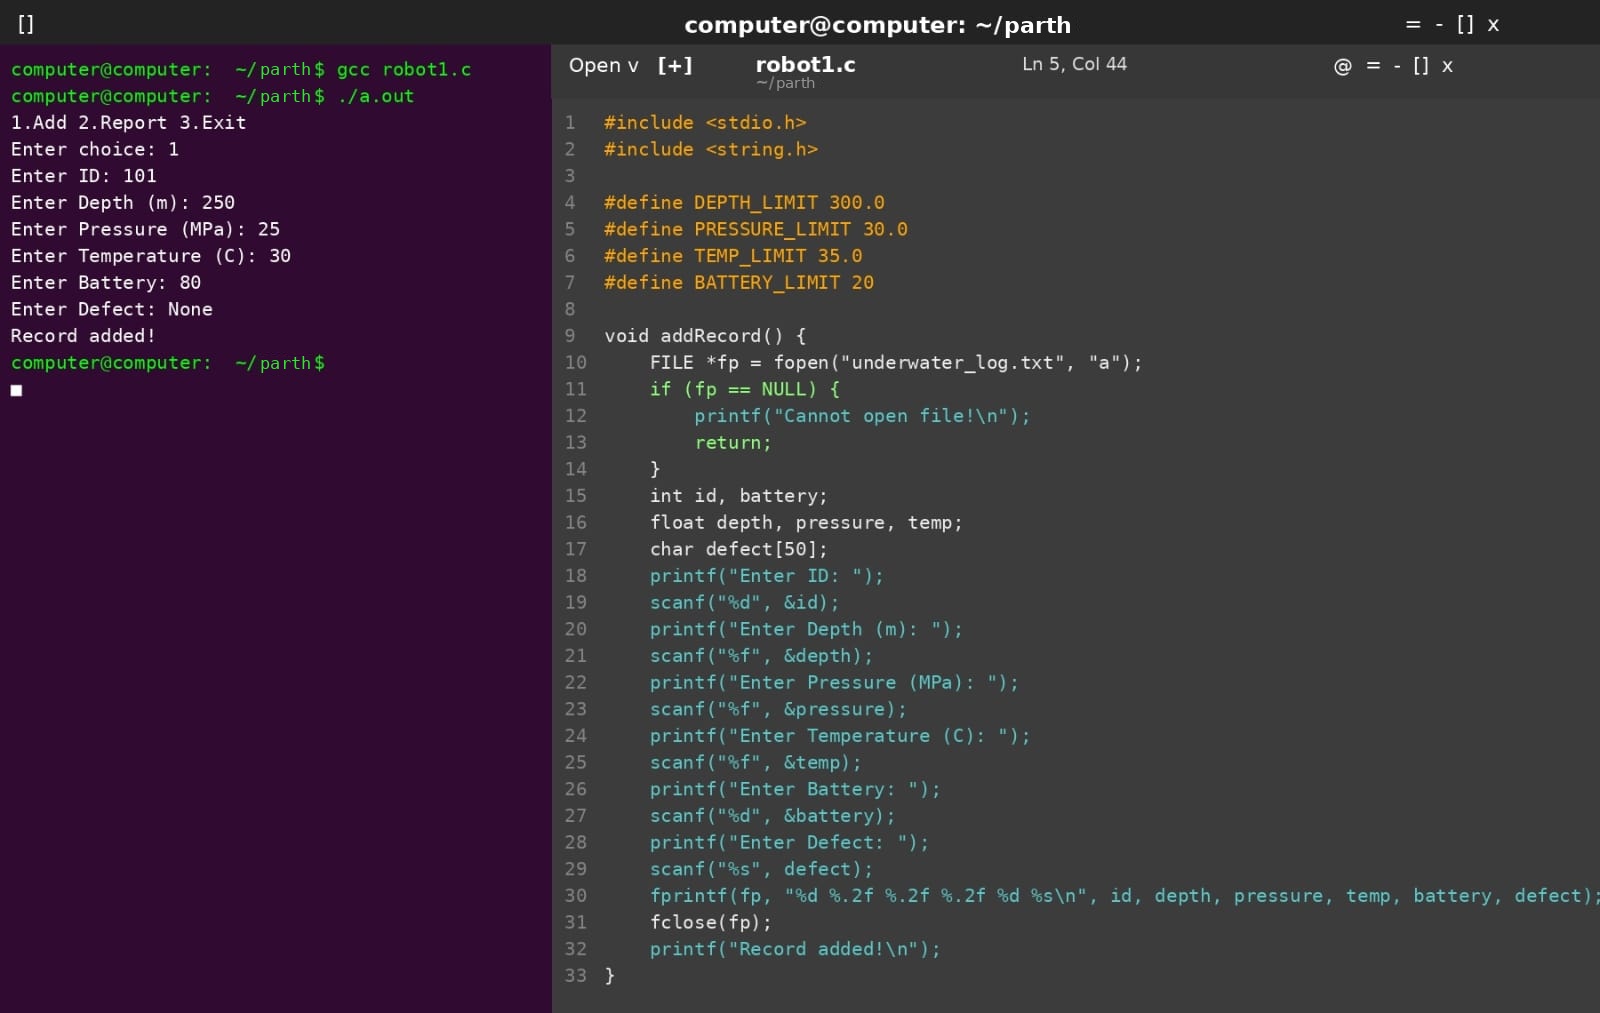 [] computer@computer: ~/parth = - [] x
computer@computer:  ~/parth$ gcc robot1.c
computer@computer:  ~/parth$ ./a.out
1.Add 2.Report 3.Exit
Enter choice: 1
Enter ID: 101
Enter Depth (m): 250
Enter Pressure (MPa): 25
Enter Temperature (C): 30
Enter Battery: 80
Enter Defect: None
Record added!
computer@computer:  ~/parth$
Open v [+] robot1.c Ln 5, Col 44 @ = - [] x
~/parth
1 #include <stdio.h>
2 #include <string.h>
3
4 #define DEPTH_LIMIT 300.0
5 #define PRESSURE_LIMIT 30.0
6 #define TEMP_LIMIT 35.0
7 #define BATTERY_LIMIT 20
8
9 void addRecord() {
10     FILE *fp = fopen("underwater_log.txt", "a");
11     if (fp == NULL) {
12         printf("Cannot open file!\n");
13         return;
14     }
15     int id, battery;
16     float depth, pressure, temp;
17     char defect[50];
18     printf("Enter ID: ");
19     scanf("%d", &id);
20     printf("Enter Depth (m): ");
21     scanf("%f", &depth);
22     printf("Enter Pressure (MPa): ");
23     scanf("%f", &pressure);
24     printf("Enter Temperature (C): ");
25     scanf("%f", &temp);
26     printf("Enter Battery: ");
27     scanf("%d", &battery);
28     printf("Enter Defect: ");
29     scanf("%s", defect);
30     fprintf(fp, "%d %.2f %.2f %.2f %d %s\n", id, depth, pressure, temp, battery, defect);
31     fclose(fp);
32     printf("Record added!\n");
33 }